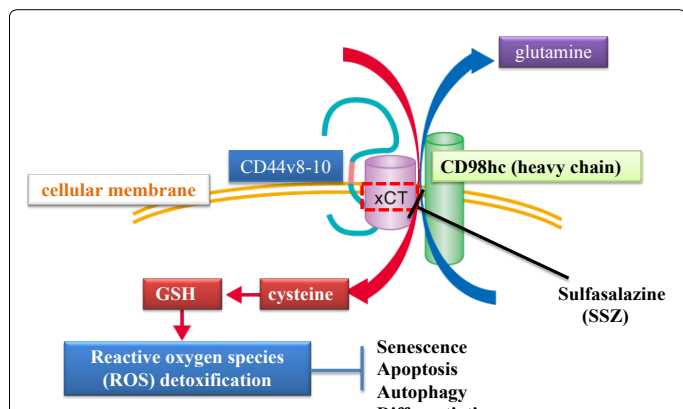 glutamine
CD44v8-10
CD98hc (heavy chain)
cellular membrane
xCT
GSH
cysteine
Sulfasalazine
(SSZ)
Reactive oxygen species
(ROS) detoxification
Senescence
Apoptosis
Autophagy